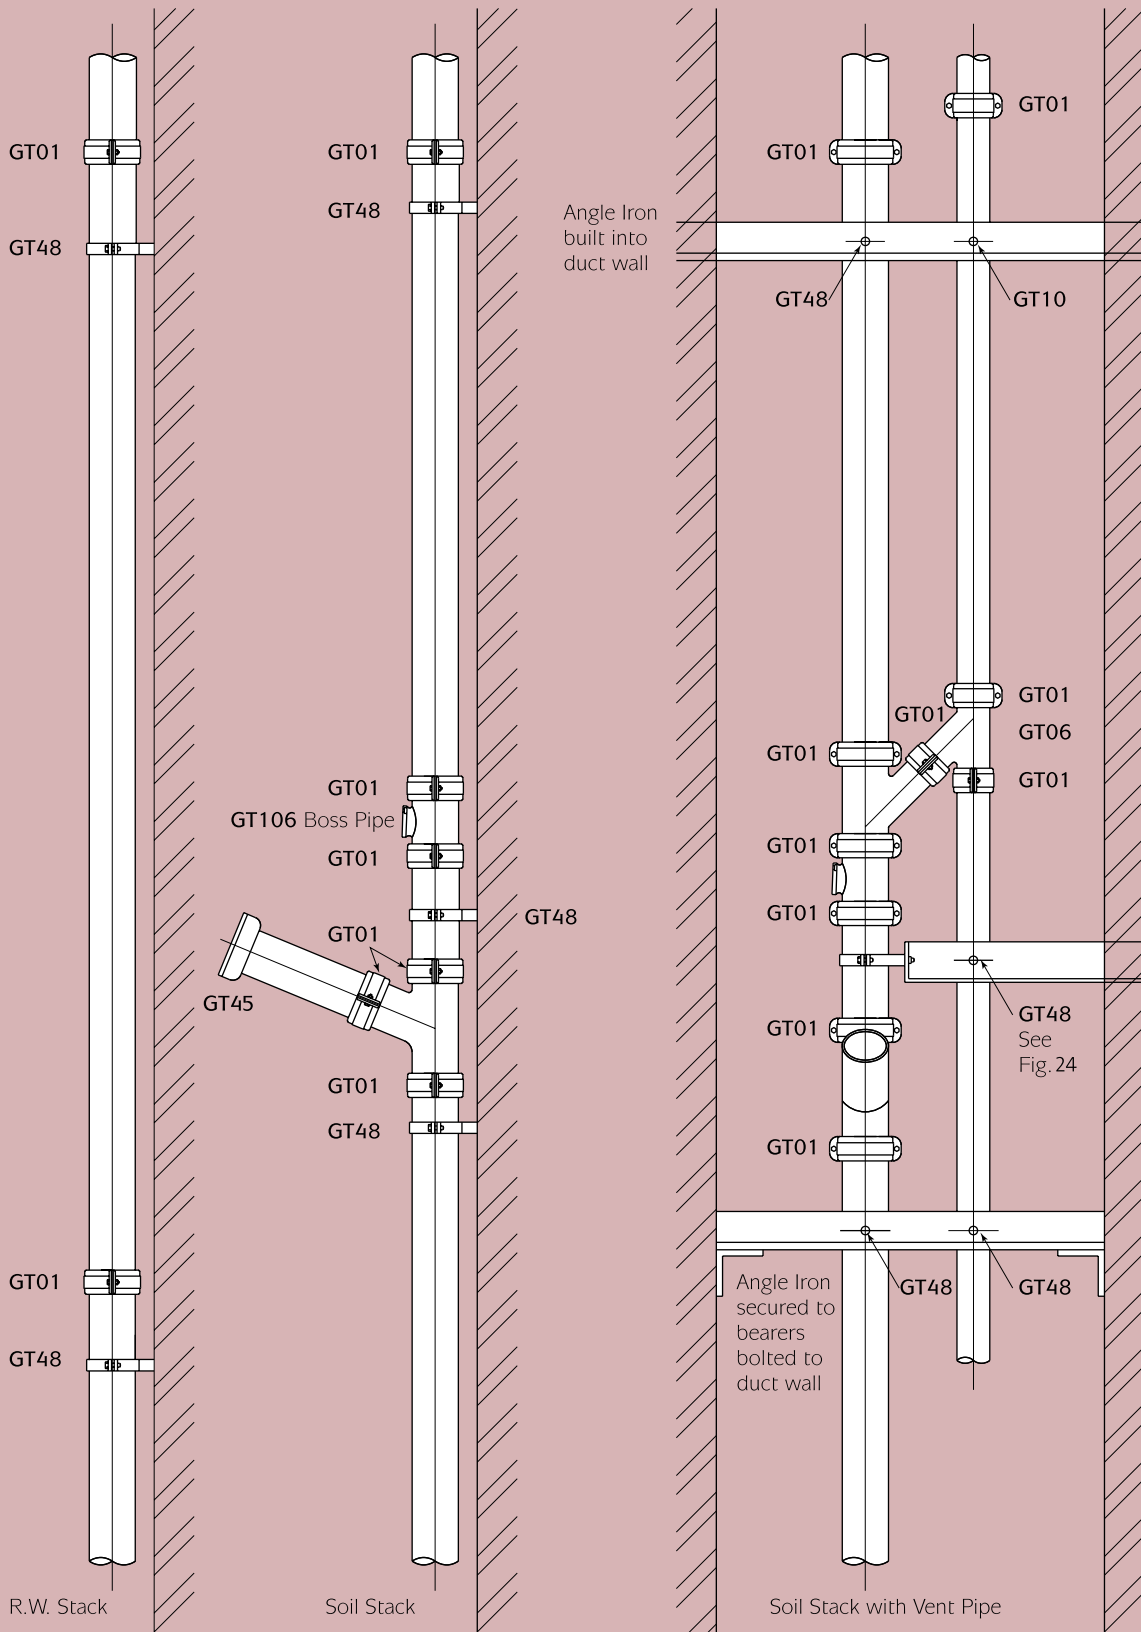 GT01
GT48
GT01
GT48
R.W. Stack
GT01
GT48
GT01
GT106 Boss Pipe
GT01
GT48
GT01
GT45
GT01
GT48
Soil Stack
GT01
GT01
Angle Iron
built into
duct wall
GT48
GT10
GT01
GT01
GT06
GT01
GT01
GT01
GT01
GT01
GT48
See
Fig. 24
GT01
Angle Iron
secured to
bearers
bolted to
duct wall
GT48
GT48
Soil Stack with Vent Pipe